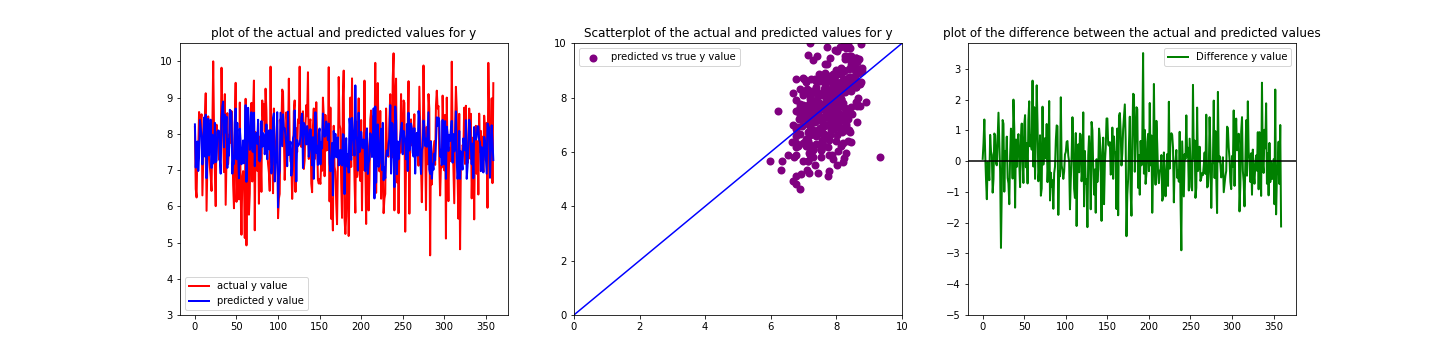 plot of the actual and predicted values for y
10
9
8
7
6
5
4
3
0 50 100 150 200 250 300 350
actual y value
predicted y value
Scatterplot of the actual and predicted values for y
10
8
6
4
2
0
0 2 4 6 8 10
predicted vs true y value
plot of the difference between the actual and predicted values
3
2
1
0
−1
−2
−3
−4
−5
0 50 100 150 200 250 300 350
Difference y value